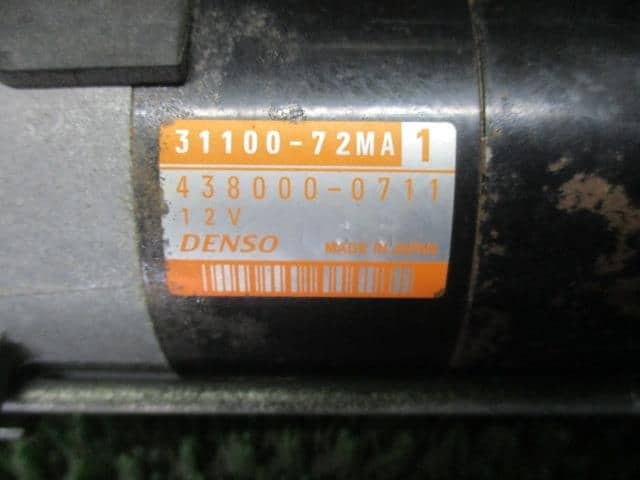 31100-72MA 1
438000-0711
12V
DENSO MADE IN JAPAN